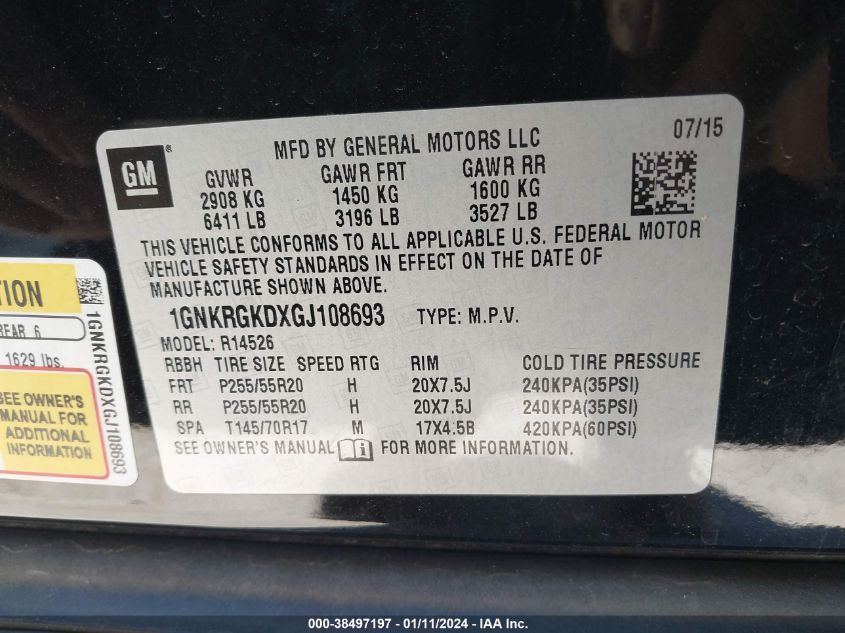 07/15
MFD BY GENERAL MOTORS LLC
GM®
GVWR GAWR FRT GAWR RR
2908 KG 1450 KG 1600 KG
6411 LB 3196 LB 3527 LB
THIS VEHICLE CONFORMS TO ALL APPLICABLE U.S. FEDERAL MOTOR
VEHICLE SAFETY STANDARDS IN EFFECT ON THE DATE OF
MANUFACTURE SHOWN ABOVE.
1GNKRGKDXGJ108693 TYPE: M.P.V.
MODEL: R14526
RBBH TIRE SIZE SPEED RTG RIM COLD TIRE PRESSURE
FRT P255/55R20 H 20X7.5J 240KPA(35PSI)
RR P255/55R20 H 20X7.5J 240KPA(35PSI)
SPA T145/70R17 M 17X4.5B 420KPA(60PSI)
SEE OWNER'S MANUAL FOR MORE INFORMATION.
TION
REAR 6
1629 lbs.
SEE OWNER'S
MANUAL FOR
ADDITIONAL
INFORMATION
1GNKRGKDXGJ108693
000-38497197 - 01/11/2024 - IAA Inc.